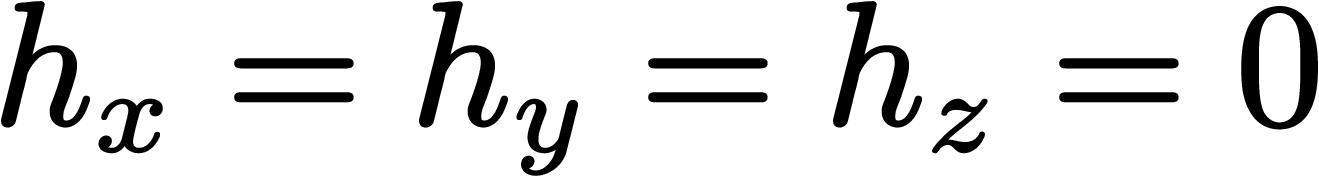 h_x = h_y = h_z = 0